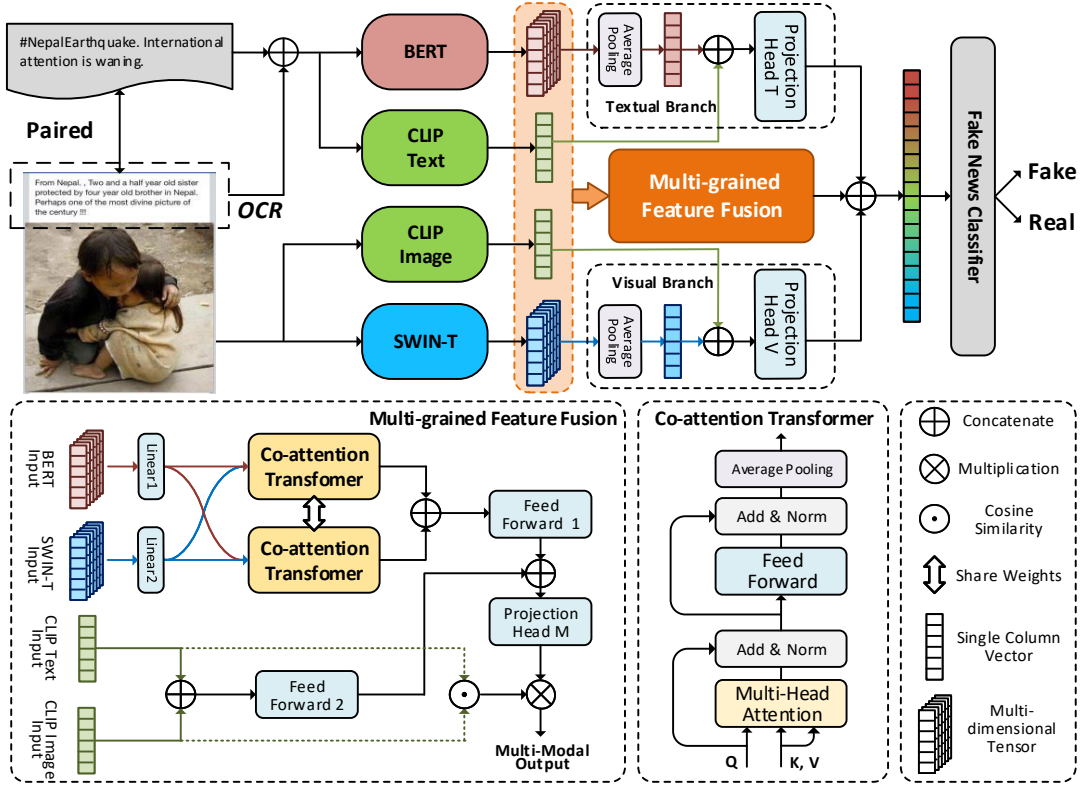 #NepalEarthquake. International
attention is waning.
Paired
From Nepal. , Two and a half year old sister
protected by four year old brother in Nepal.
Perhaps one of the most divine picture of
the century !!!
OCR
BERT
CLIP
Text
CLIP
Image
SWIN-T
Average
Pooling
Textual Branch
Projection
Head T
Multi-grained
Feature Fusion
Visual Branch
Average
Pooling
Projection
Head V
Fake News Classifier
Fake
Real
Multi-grained Feature Fusion
BERT
Input
Linear1
SWIN-T
Input
Linear2
Co-attention
Transfomer
Co-attention
Transfomer
Feed
Forward 1
Projection
Head M
CLIP Text
Input
CLIP Image
Input
Feed
Forward 2
Multi-Modal
Output
Co-attention Transformer
Average Pooling
Add & Norm
Feed
Forward
Add & Norm
Multi-Head
Attention
Q
K, V
Concatenate
Multiplication
Cosine
Similarity
Share Weights
Single Column
Vector
Multi-
dimensional
Tensor